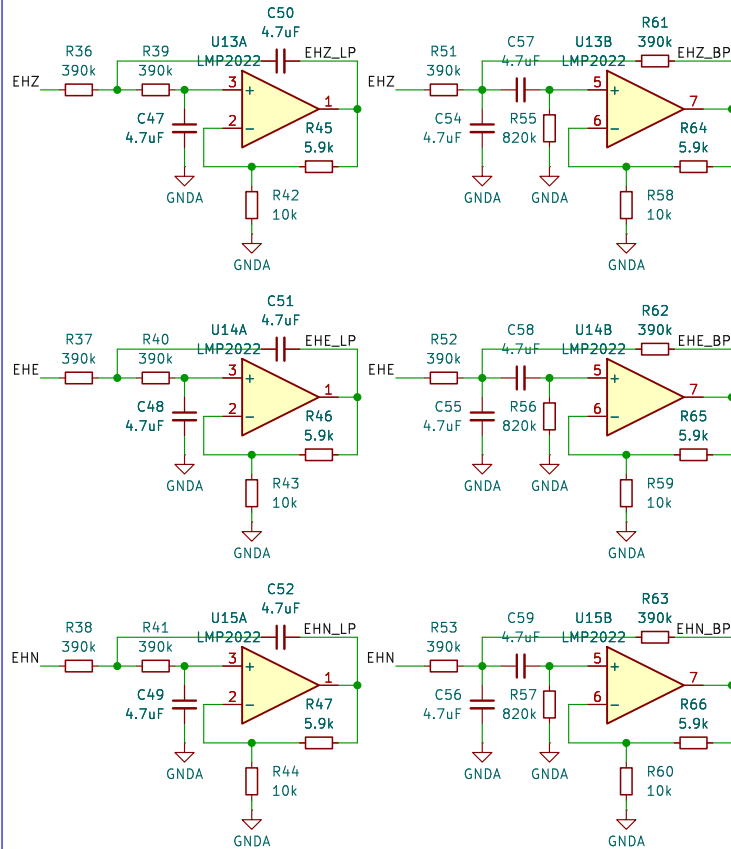 C50
4.7uF
R36
390k
R39
390k
U13A
LMP2022
EHZ_LP
EHZ
3
+
1
2
−
C47
4.7uF
R45
5.9k
GNDA
R42
10k
GNDA
R61
390k
R51
390k
C57
4.7uF
U13B
LMP2022
EHZ_BP
EHZ
5
+
7
6
−
C54
4.7uF
R55
820k
R64
5.9k
GNDA
GNDA
R58
10k
GNDA
C51
4.7uF
R37
390k
R40
390k
U14A
LMP2022
EHE_LP
EHE
3
+
1
2
−
C48
4.7uF
R46
5.9k
GNDA
R43
10k
GNDA
R62
390k
R52
390k
C58
4.7uF
U14B
LMP2022
EHE_BP
EHE
5
+
7
6
−
C55
4.7uF
R56
820k
R65
5.9k
GNDA
GNDA
R59
10k
GNDA
C52
4.7uF
R38
390k
R41
390k
U15A
LMP2022
EHN_LP
EHN
3
+
1
2
−
C49
4.7uF
R47
5.9k
GNDA
R44
10k
GNDA
R63
390k
R53
390k
C59
4.7uF
U15B
LMP2022
EHN_BP
EHN
5
+
7
6
−
C56
4.7uF
R57
820k
R66
5.9k
GNDA
GNDA
R60
10k
GNDA